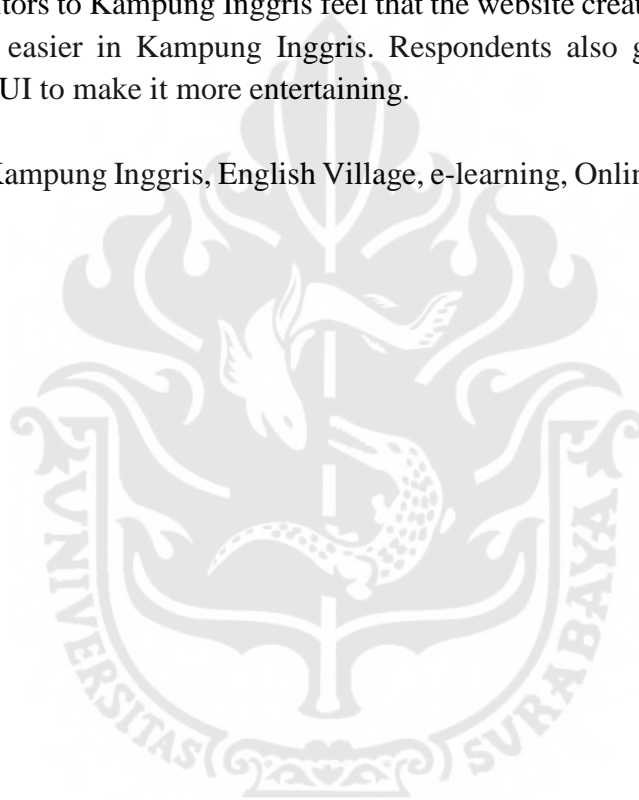 tors to Kampung Inggris feel that the website creat
easier in Kampung Inggris. Respondents also g
UI to make it more entertaining.
Kampung Inggris, English Village, e-learning, Onlin
UNIVERSITAS SURABAYA